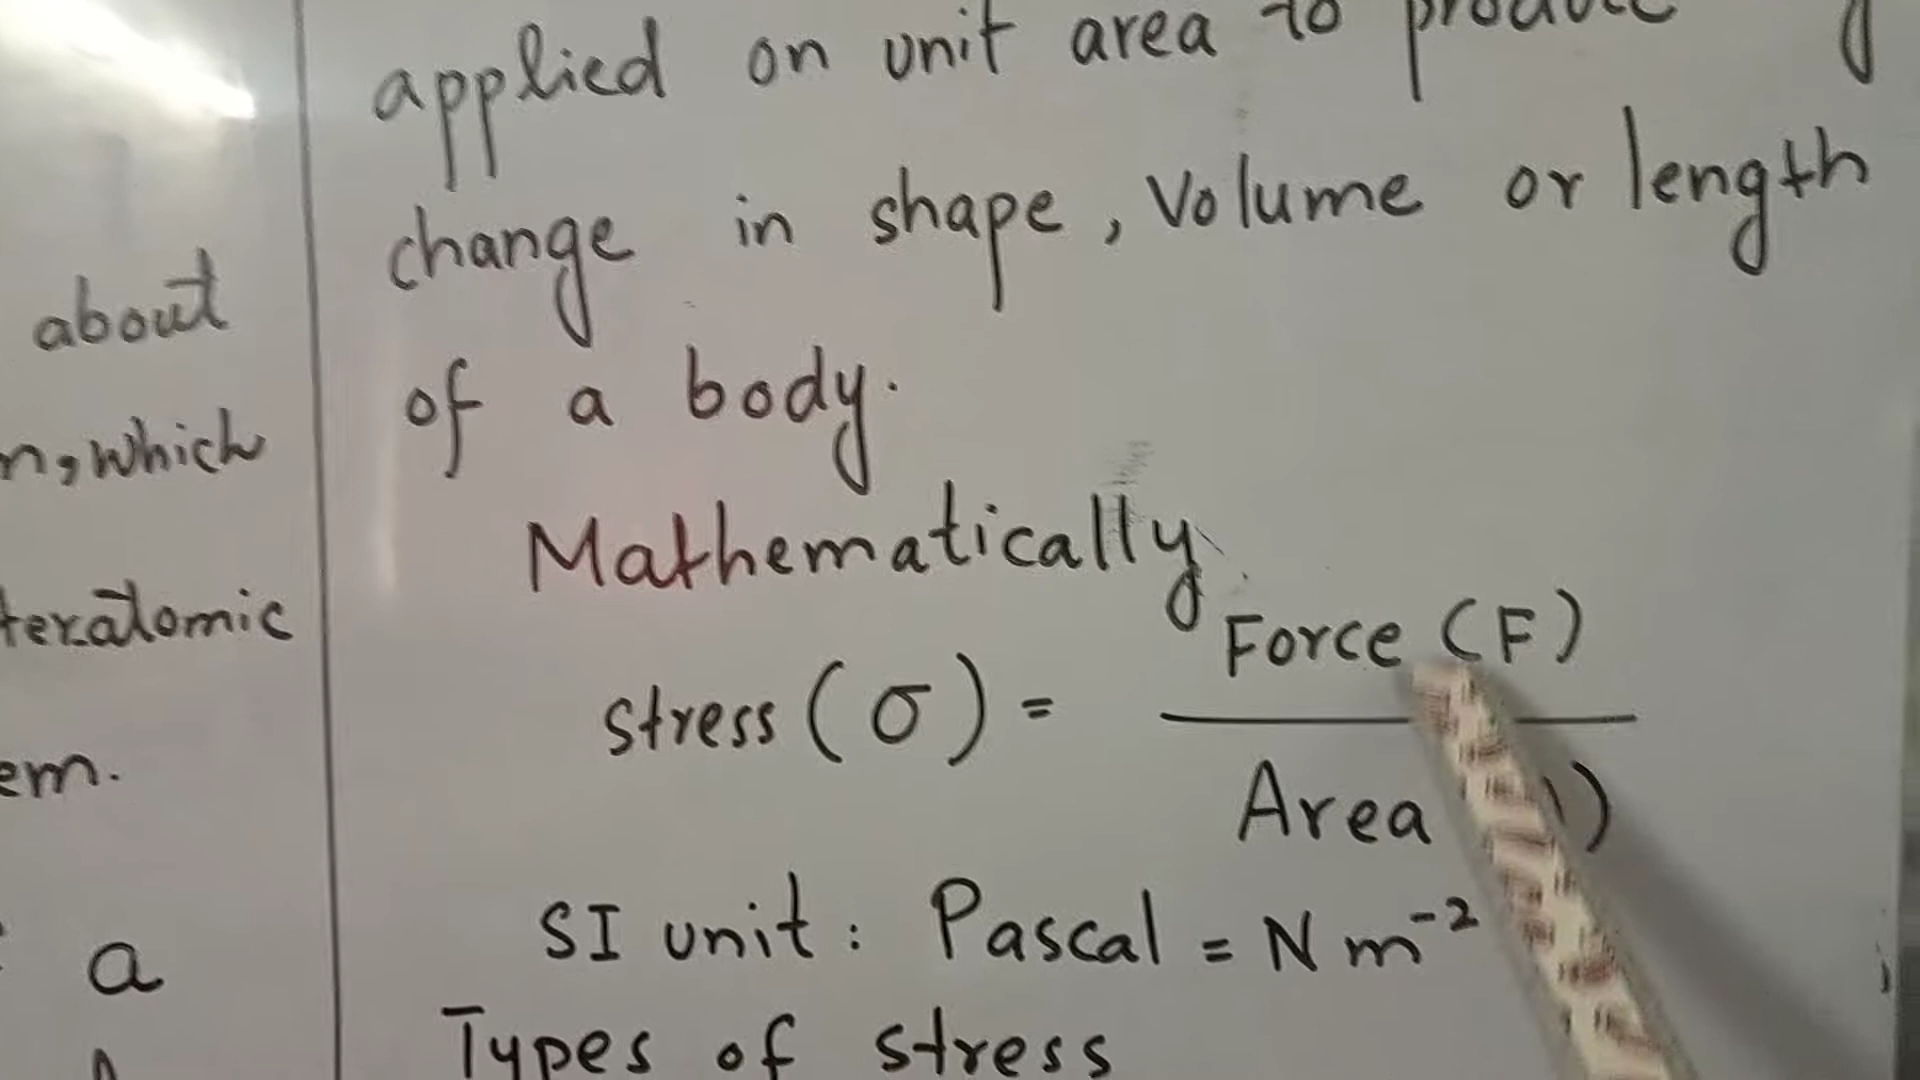 about
which
em.
a
applied on unit area to produce
change in shape, Volume or length
of a body.
Mathematically
stress (σ) = Force (F)
Area )
SI unit : Pascal = N m⁻²
Types of stress